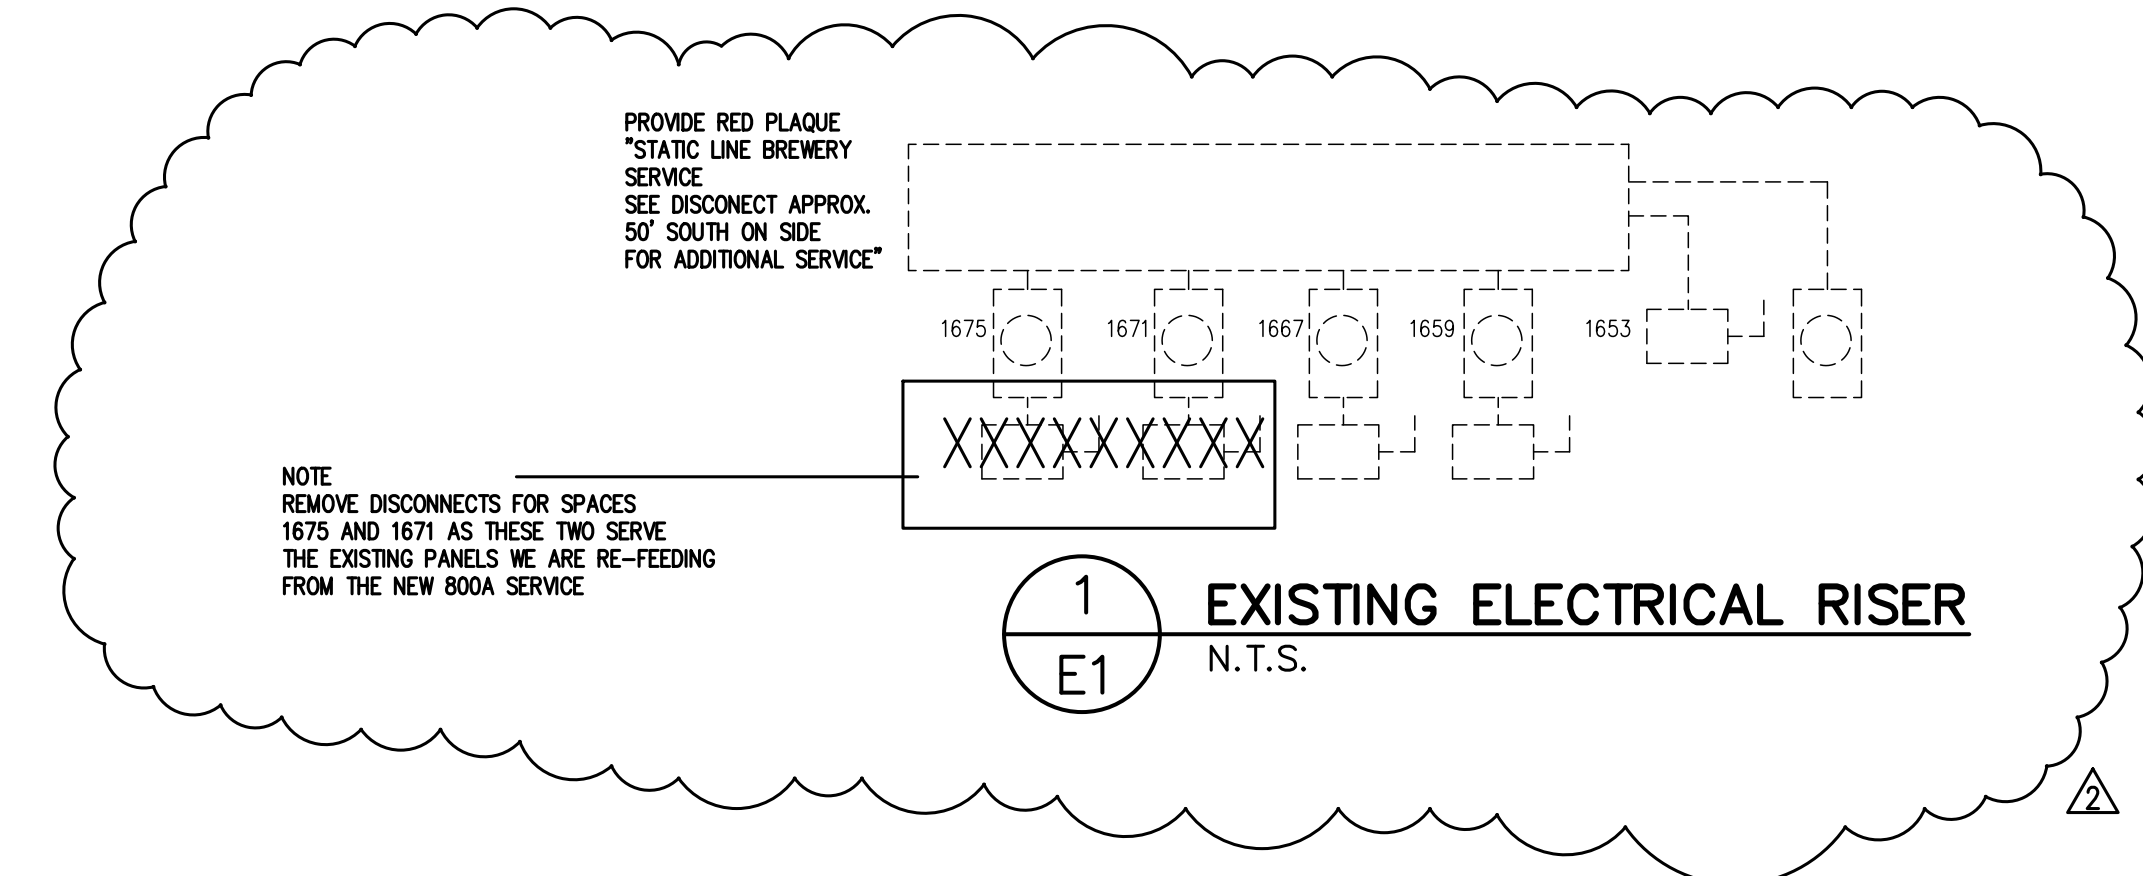 PROVIDE RED PLAQUE
"STATIC LINE BREWERY
SERVICE
SEE DISCONECT APPROX.
50' SOUTH ON SIDE
FOR ADDITIONAL SERVICE"
1675
1671
1667
1659
1653
XXXXXXXXX
NOTE
REMOVE DISCONNECTS FOR SPACES
1675 AND 1671 AS THESE TWO SERVE
THE EXISTING PANELS WE ARE RE-FEEDING
FROM THE NEW 800A SERVICE
1
E1
EXISTING ELECTRICAL RISER
N.T.S.
2